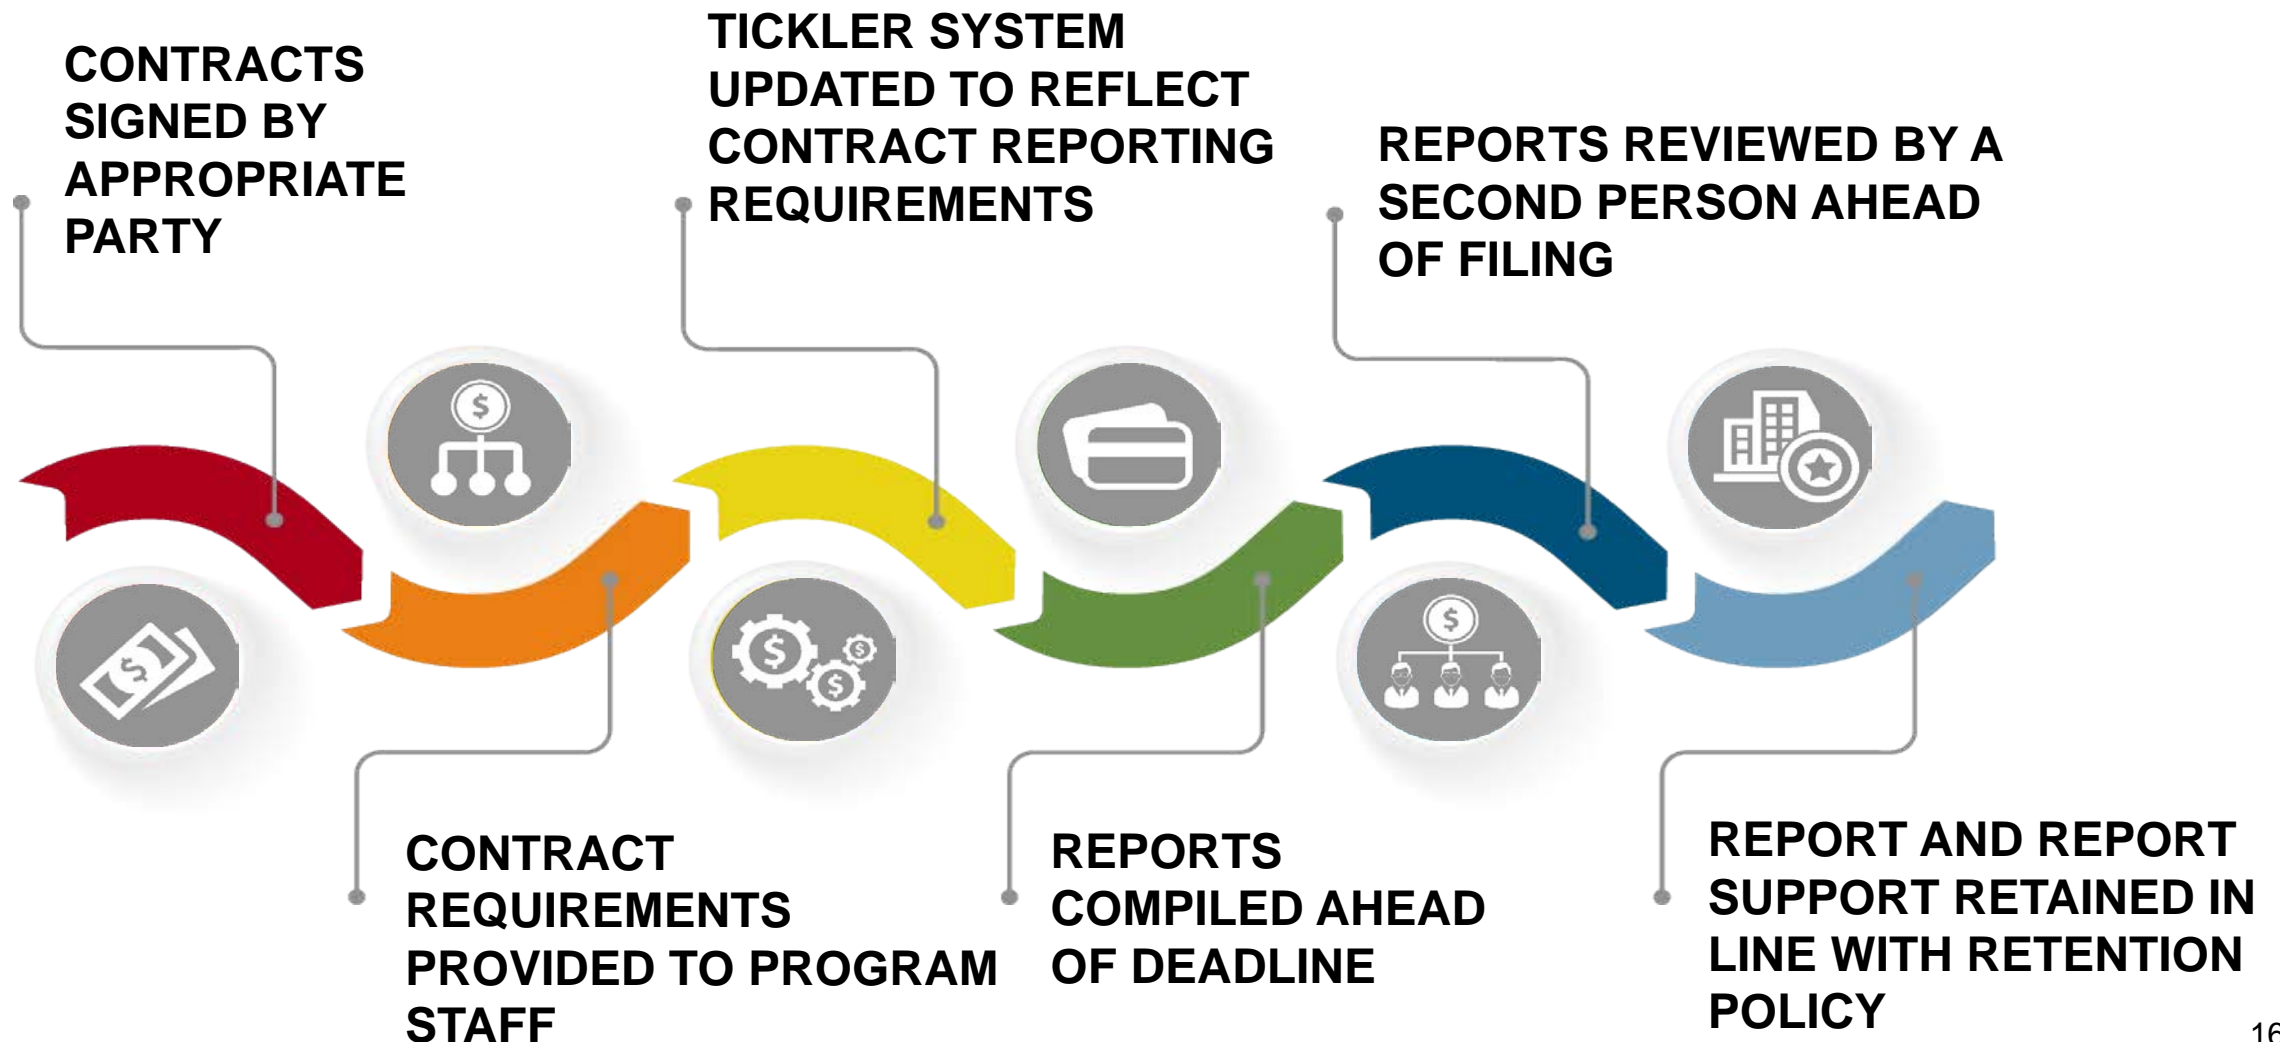 CONTRACTS
SIGNED BY
APPROPRIATE
PARTY
CONTRACT
REQUIREMENTS
PROVIDED TO PROGRAM
STAFF
TICKLER SYSTEM
UPDATED TO REFLECT
CONTRACT REPORTING
REQUIREMENTS
REPORTS
COMPILED AHEAD
OF DEADLINE
REPORTS REVIEWED BY A
SECOND PERSON AHEAD
OF FILING
REPORT AND REPORT
SUPPORT RETAINED IN
LINE WITH RETENTION
POLICY
$
$
$
$
$
$
16